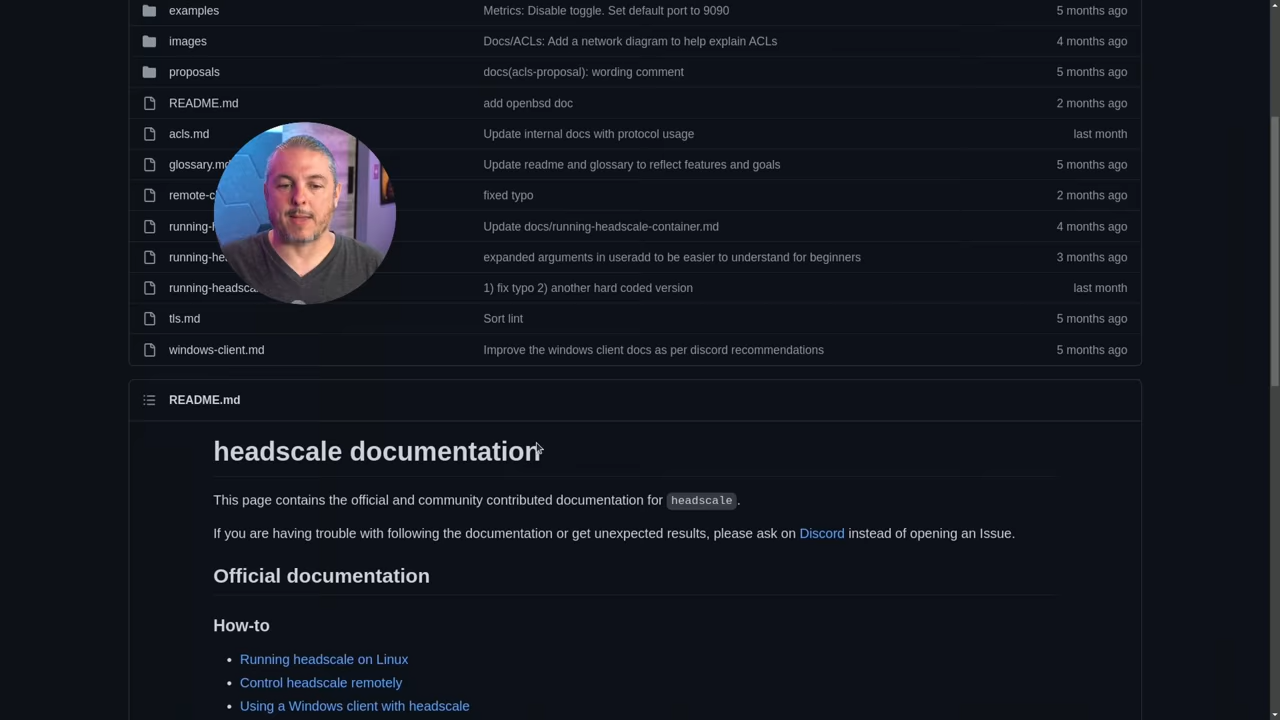 examples Metrics: Disable toggle. Set default port to 9090 5 months ago
images Docs/ACLs: Add a network diagram to help explain ACLs 4 months ago
proposals docs(acls-proposal): wording comment 5 months ago
README.md add openbsd doc 2 months ago
acls.md Update internal docs with protocol usage last month
glossary.md Update readme and glossary to reflect features and goals 5 months ago
remote-c fixed typo 2 months ago
running-h Update docs/running-headscale-container.md 4 months ago
running-he expanded arguments in useradd to be easier to understand for beginners 3 months ago
running-headsca 1) fix typo 2) another hard coded version last month
tls.md Sort lint 5 months ago
windows-client.md Improve the windows client docs as per discord recommendations 5 months ago
README.md
headscale documentation
This page contains the official and community contributed documentation for headscale.
If you are having trouble with following the documentation or get unexpected results, please ask on Discord instead of opening an Issue.
Official documentation
How-to
• Running headscale on Linux
• Control headscale remotely
• Using a Windows client with headscale